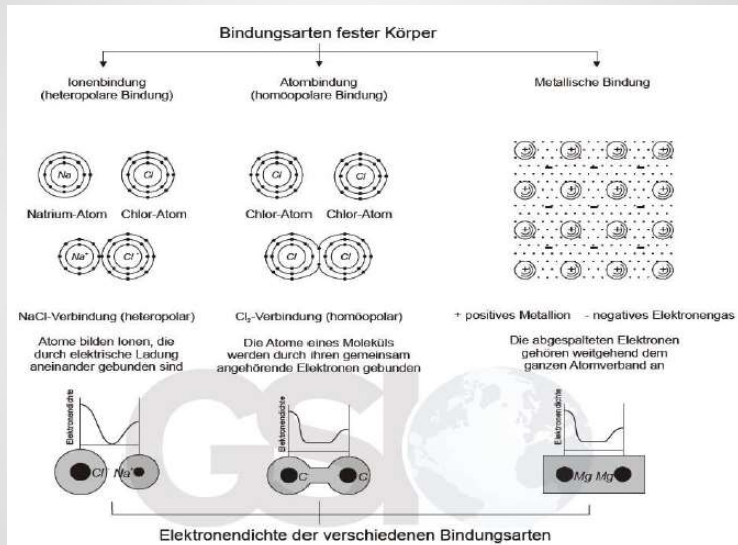 Bindungsarten fester Körper
Ionenbindung
(heteropolare Bindung)
Atombindung
(homöopolare Bindung)
Metallische Bindung
Na
Cl
Cl
Cl
Natrium-Atom
Chlor-Atom
Chlor-Atom
Chlor-Atom
Na⁺
Cl⁻
Cl
Cl
NaCl-Verbindung (heteropolar)
Cl₂-Verbindung (homöopolar)
+ positives Metallion - negatives Elektronengas
Atome bilden Ionen, die
durch elektrische Ladung
aneinander gebunden sind
Die Atome eines Moleküls
werden durch ihren gemeinsam
angehörende Elektronen gebunden
Die abgespalteten Elektronen
gehören weitgehend dem
ganzen Atomverband an
Elektronendichte
Elektronendichte
Elektronendichte
Cl⁻ Na⁺
C
C
Mg Mg
GSI
Elektronendichte der verschiedenen Bindungsarten